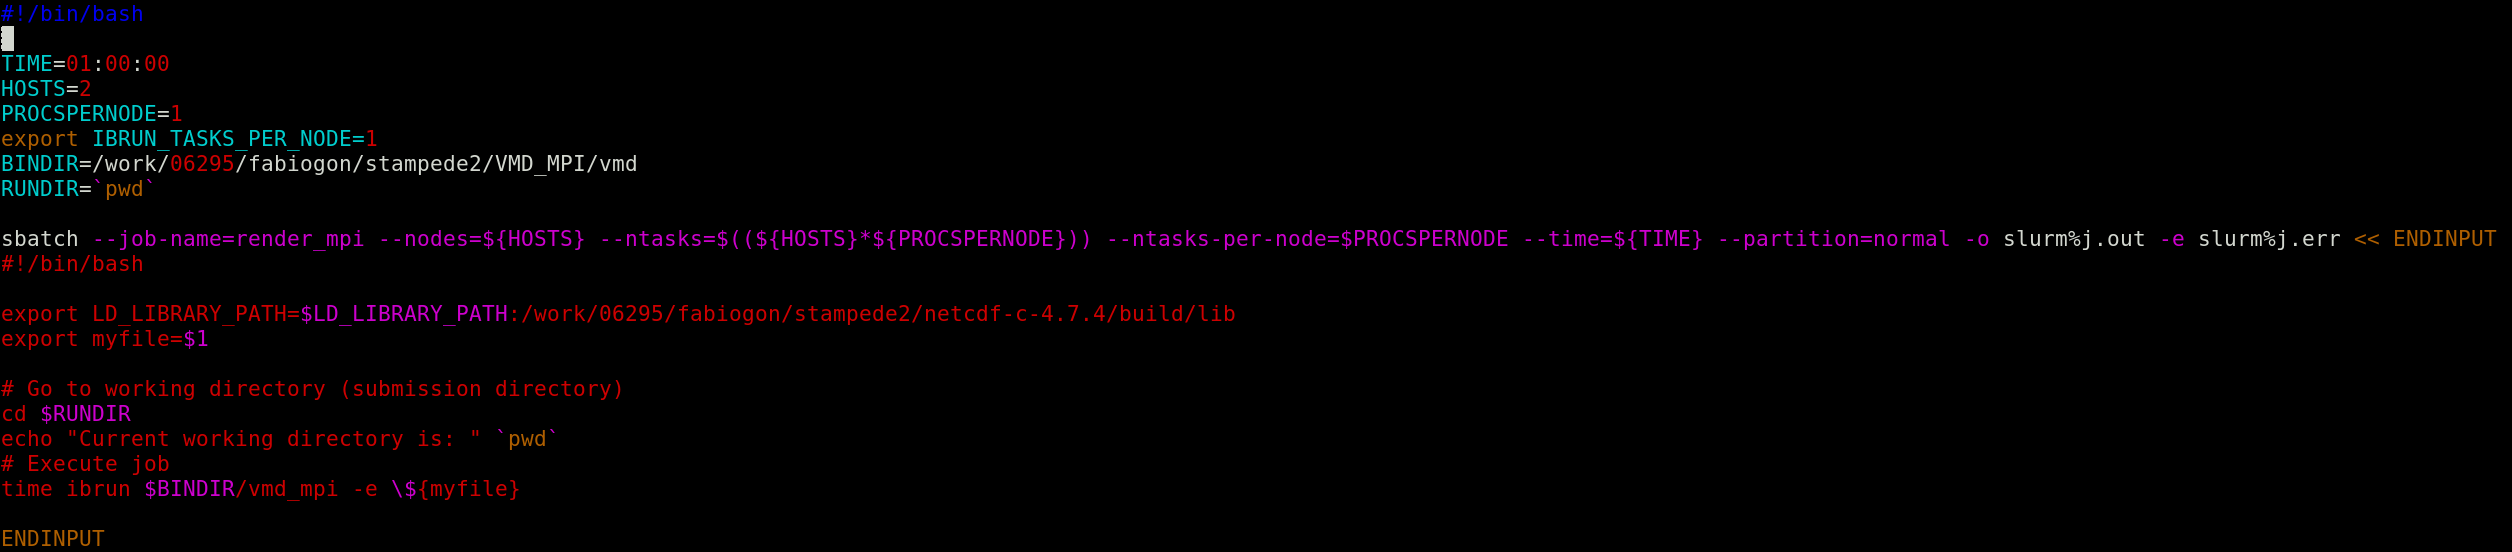 #!/bin/bash
TIME=01:00:00
HOSTS=2
PROCSPERNODE=1
export IBRUN_TASKS_PER_NODE=1
BINDIR=/work/06295/fabiogon/stampede2/VMD_MPI/vmd
RUNDIR=`pwd`
sbatch --job-name=render_mpi --nodes=${HOSTS} --ntasks=$((${HOSTS}*${PROCSPERNODE})) --ntasks-per-node=$PROCSPERNODE --time=${TIME} --partition=normal -o slurm%j.out -e slurm%j.err << ENDINPUT
#!/bin/bash
export LD_LIBRARY_PATH=$LD_LIBRARY_PATH:/work/06295/fabiogon/stampede2/netcdf-c-4.7.4/build/lib
export myfile=$1
# Go to working directory (submission directory)
cd $RUNDIR
echo "Current working directory is: " `pwd`
# Execute job
time ibrun $BINDIR/vmd_mpi -e \${myfile}
ENDINPUT